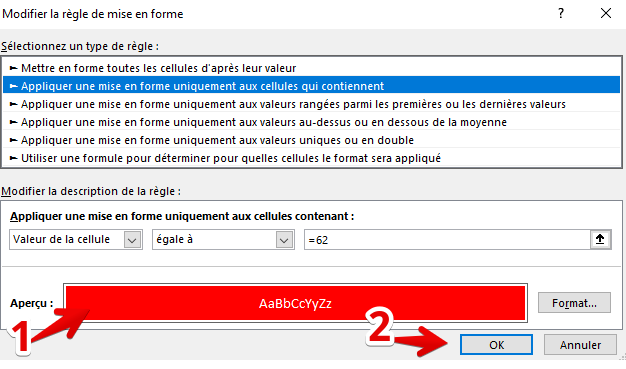 Modifier la règle de mise en forme ? ×
Sélectionnez un type de règle :
► Mettre en forme toutes les cellules d'après leur valeur
► Appliquer une mise en forme uniquement aux cellules qui contiennent
► Appliquer une mise en forme uniquement aux valeurs rangées parmi les premières ou les dernières valeurs
► Appliquer une mise en forme uniquement aux valeurs au-dessus ou en dessous de la moyenne
► Appliquer une mise en forme uniquement aux valeurs uniques ou en double
► Utiliser une formule pour déterminer pour quelles cellules le format sera appliqué
Modifier la description de la règle :
Appliquer une mise en forme uniquement aux cellules contenant :
Valeur de la cellule égale à =62
Aperçu : AaBbCcYyZz Format...
1 2
OK Annuler